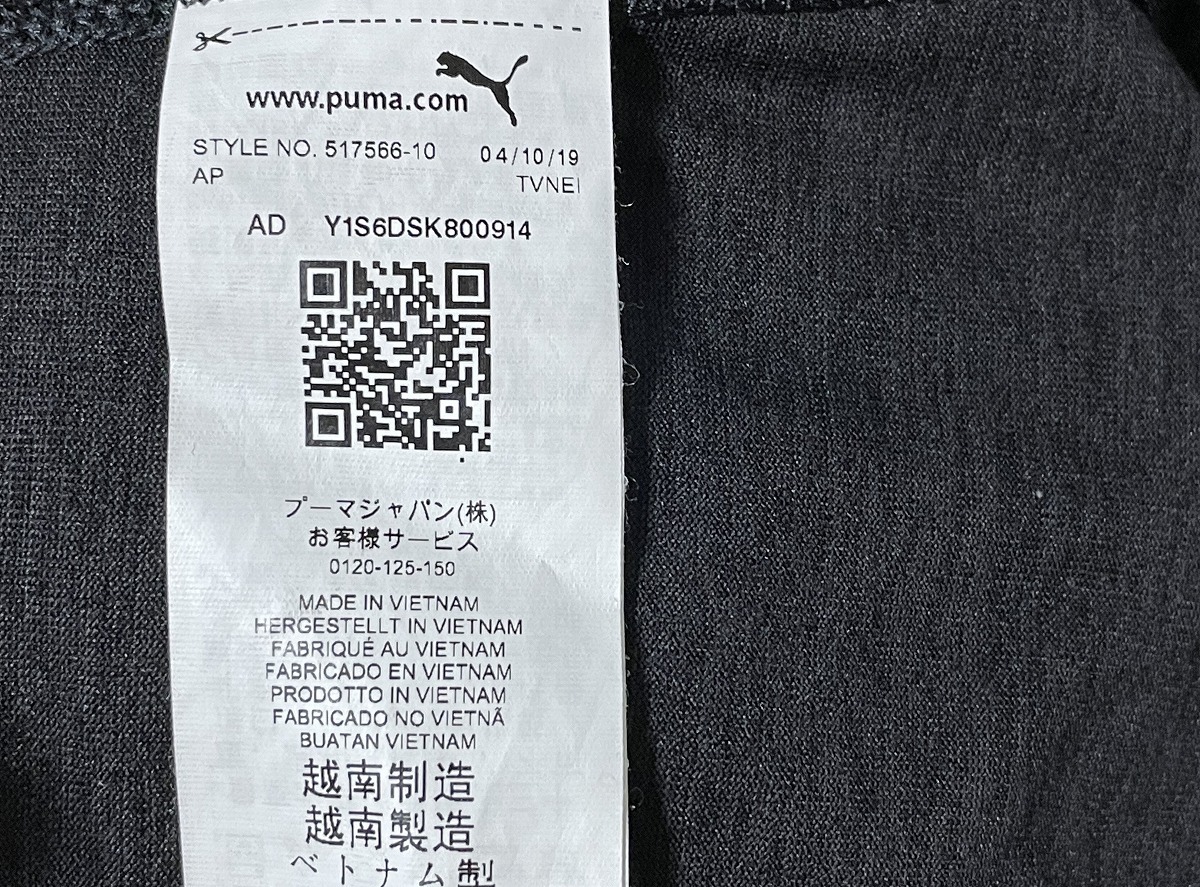 www.puma.com
STYLE NO. 517566-10 04/10/19
AP TVNEI
AD Y1S6DSK800914
プーマジャパン(株)
お客様サービス
0120-125-150
MADE IN VIETNAM
HERGESTELLT IN VIETNAM
FABRIQUÉ AU VIETNAM
FABRICADO EN VIETNAM
PRODOTTO IN VIETNAM
FABRICADO NO VIETNÃ
BUATAN VIETNAM
越南制造
越南製造
ベトナム製